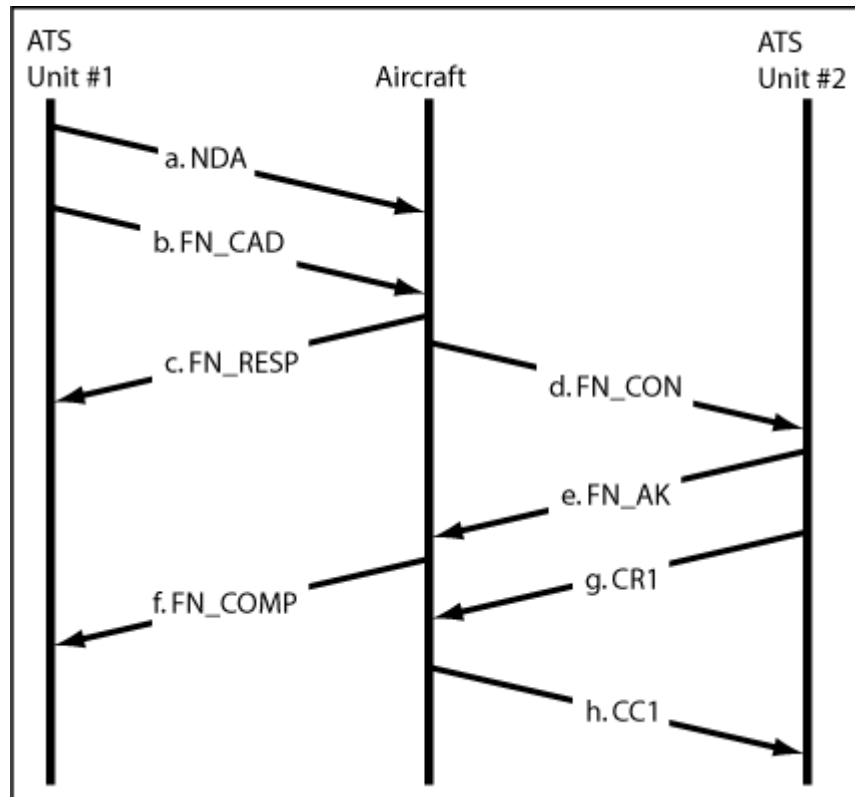 ATS
Unit #1
Aircraft
ATS
Unit #2
a. NDA
b. FN_CAD
c. FN_RESP
d. FN_CON
e. FN_AK
g. CR1
f. FN_COMP
h. CC1